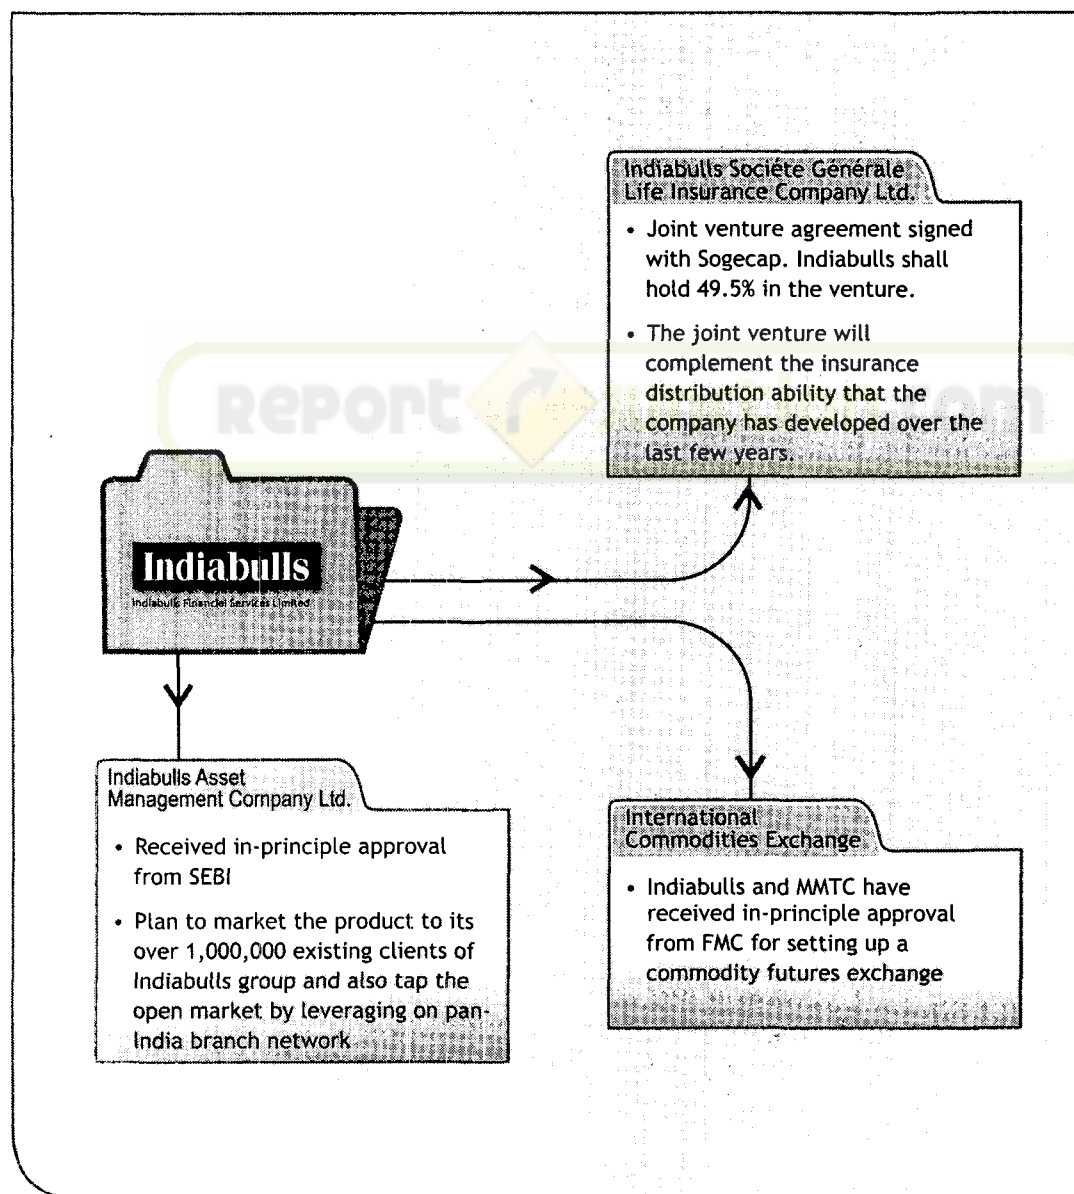 Indiabulls Sociéte Générale
Life Insurance Company Ltd.
• Joint venture agreement signed
with Sogecap. Indiabulls shall
hold 49.5% in the venture.
• The joint venture will
complement the insurance
distribution ability that the
company has developed over the
last few years.
Report
com
Indiabulls
Indiabulls Financial Services Limited
Indiabulls Asset
Management Company Ltd.
• Received in-principle approval
from SEBI
• Plan to market the product to its
over 1,000,000 existing clients of
Indiabulls group and also tap the
open market by leveraging on pan-
India branch network
International
Commodities Exchange
• Indiabulls and MMTC have
received in-principle approval
from FMC for setting up a
commodity futures exchange